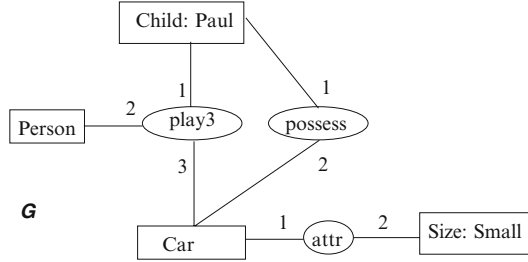 Child: Paul
1
1
2
Person
play3
possess
3
2
G
Car
1
attr
2
Size: Small